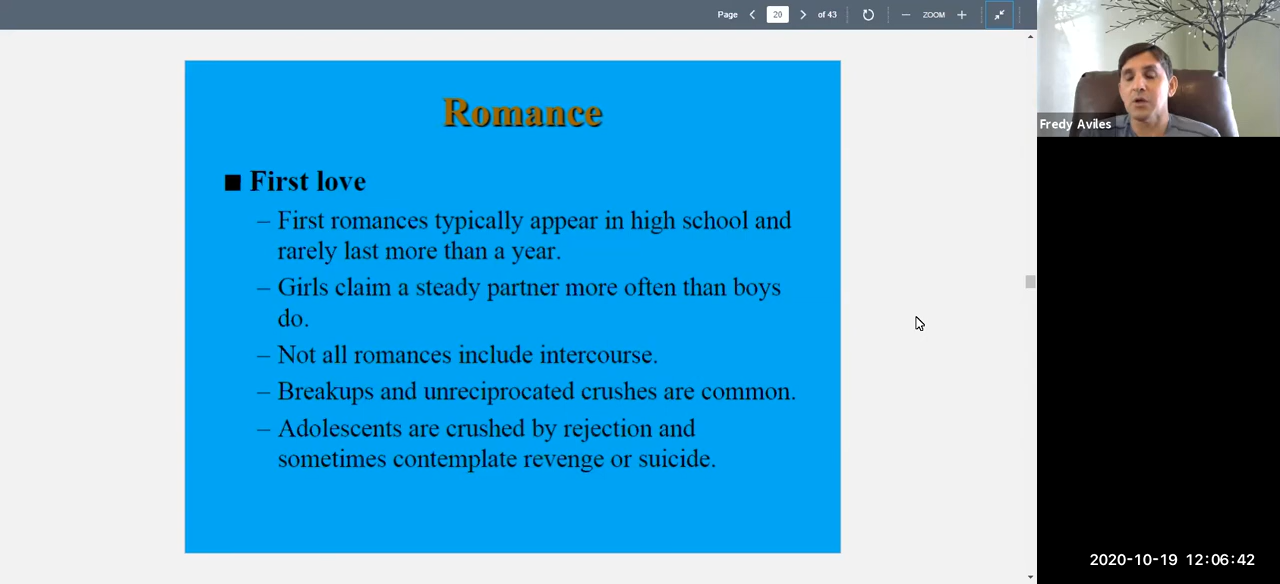 Page 20 of 43 ZOOM
Romance
■ First love
– First romances typically appear in high school and
rarely last more than a year.
– Girls claim a steady partner more often than boys
do.
– Not all romances include intercourse.
– Breakups and unreciprocated crushes are common.
– Adolescents are crushed by rejection and
sometimes contemplate revenge or suicide.
Fredy Aviles
2020-10-19 12:06:42